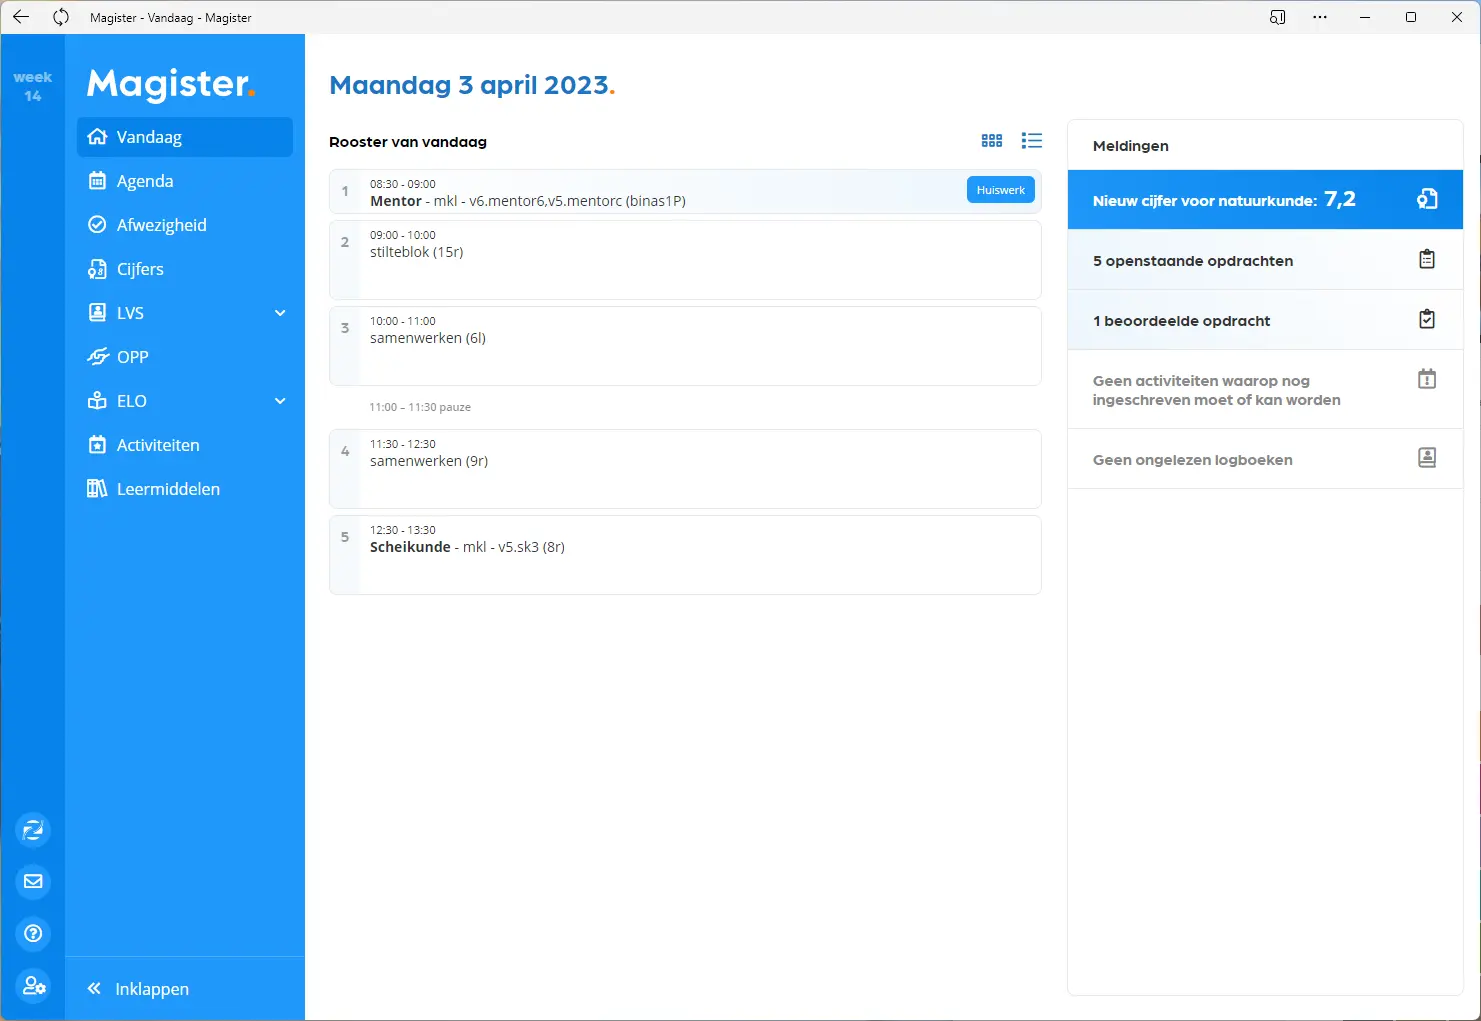 Magister - Vandaag - Magister
week
14
Magister.
Vandaag
Agenda
Afwezigheid
Cijfers
LVS
OPP
ELO
Activiteiten
Leermiddelen
Inklappen
Maandag 3 april 2023.
Rooster van vandaag
1
08:30 - 09:00
Mentor - mkl - v6.mentor6,v5.mentorc (binas1P)
Huiswerk
2
09:00 - 10:00
stilteblok (15r)
3
10:00 - 11:00
samenwerken (6l)
11:00 – 11:30 pauze
4
11:30 - 12:30
samenwerken (9r)
5
12:30 - 13:30
Scheikunde - mkl - v5.sk3 (8r)
Meldingen
Nieuw cijfer voor natuurkunde: 7,2
5 openstaande opdrachten
1 beoordeelde opdracht
Geen activiteiten waarop nog
ingeschreven moet of kan worden
Geen ongelezen logboeken